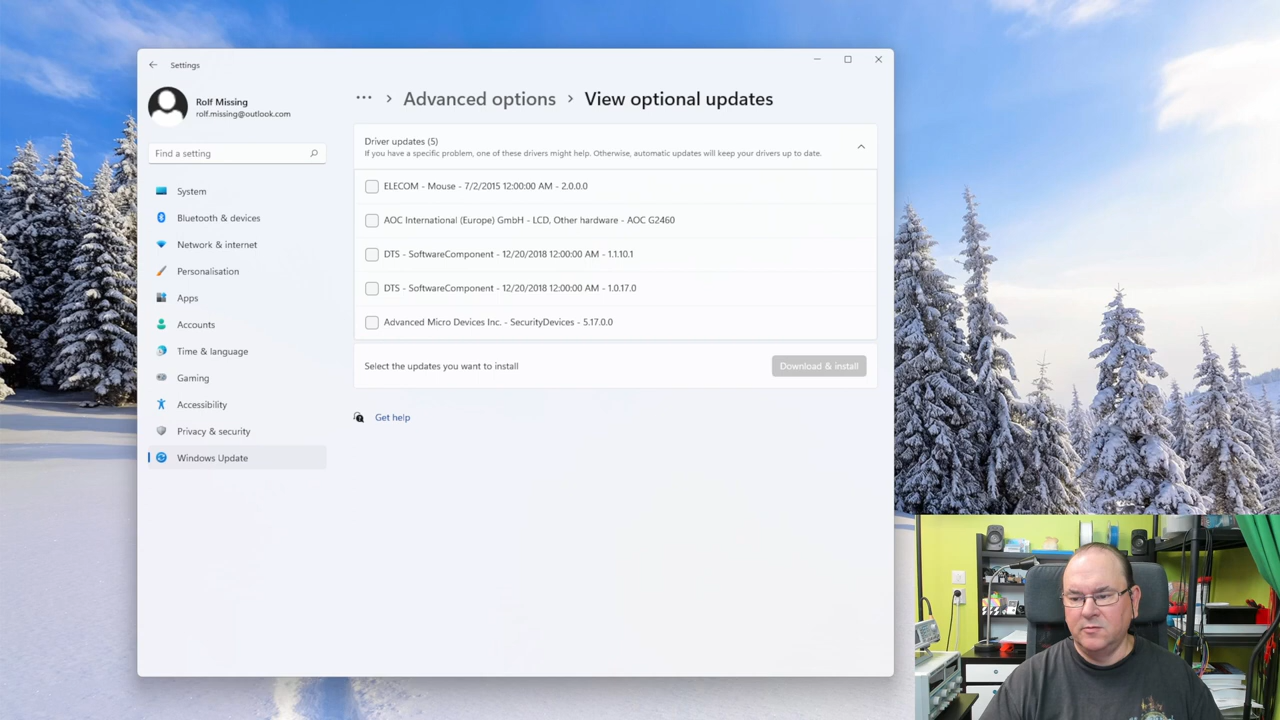 Settings
Rolf Missing
rolf.missing@outlook.com
Find a setting
System
Bluetooth & devices
Network & internet
Personalisation
Apps
Accounts
Time & language
Gaming
Accessibility
Privacy & security
Windows Update
... > Advanced options > View optional updates
Driver updates (5)
If you have a specific problem, one of these drivers might help. Otherwise, automatic updates will keep your drivers up to date.
ELECOM - Mouse - 7/2/2015 12:00:00 AM - 2.0.0.0
AOC International (Europe) GmbH - LCD, Other hardware - AOC G2460
DTS - SoftwareComponent - 12/20/2018 12:00:00 AM - 1.1.10.1
DTS - SoftwareComponent - 12/20/2018 12:00:00 AM - 1.0.17.0
Advanced Micro Devices Inc. - SecurityDevices - 5.17.0.0
Select the updates you want to install
Download & install
Get help